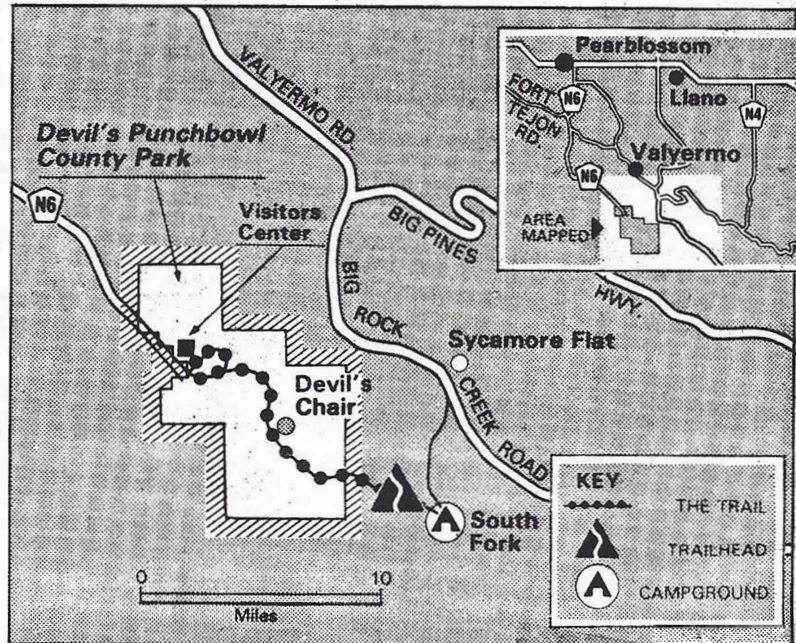 VALYERMO RD.
Devil's Punchbowl
County Park
N6
Visitors
Center
BIG PINES
HWY.
BIG
ROCK
CREEK ROAD
Sycamore Flat
Devil's
Chair
South
Fork
0 10
Miles
Pearblossom
Llano
FORT
TEJON
RD.
N6
N4
Valyermo
N6
AREA
MAPPED
KEY
THE TRAIL
TRAILHEAD
CAMPGROUND